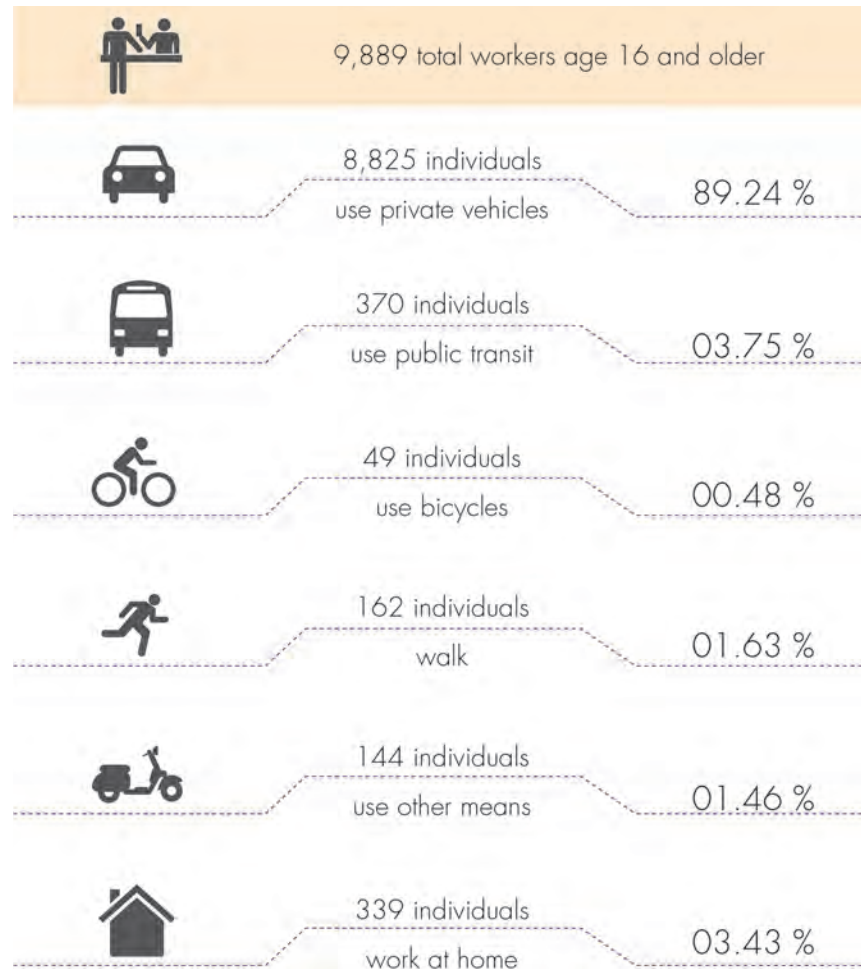 9,889 total workers age 16 and older
8,825 individuals
use private vehicles
89.24 %
370 individuals
use public transit
03.75 %
49 individuals
use bicycles
00.48 %
162 individuals
walk
01.63 %
144 individuals
use other means
01.46 %
339 individuals
work at home
03.43 %